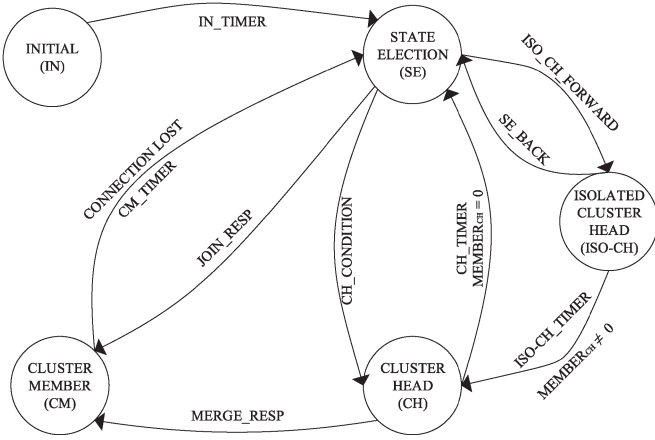 INITIAL
(IN)
IN_TIMER
STATE
ELECTION
(SE)
ISO_CH_FORWARD
SE_BACK
CONNECTION LOST
CM_TIMER
JOIN_RESP
CH_CONDITION
CH_TIMER
MEMBERCH = 0
ISOLATED
CLUSTER
HEAD
(ISO-CH)
ISO-CH_TIMER
MEMBERCH ≠ 0
CLUSTER
MEMBER
(CM)
MERGE_RESP
CLUSTER
HEAD
(CH)